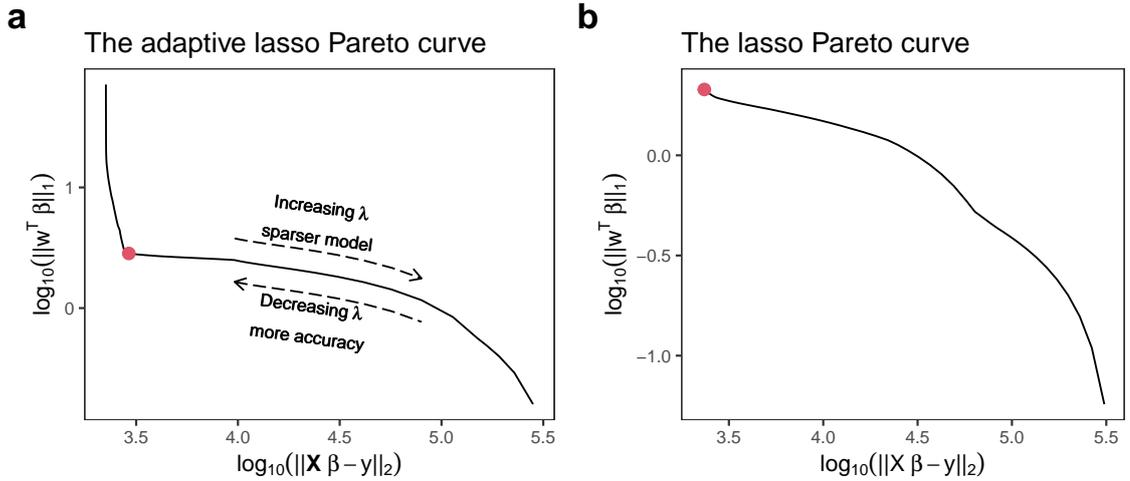 a
The adaptive lasso Pareto curve
log₁₀(||wᵀ β||₁)
1
0
Increasing λ
sparser model
Decreasing λ
more accuracy
3.5 4.0 4.5 5.0 5.5
log₁₀(||X β − y||₂)
b
The lasso Pareto curve
log₁₀(||wᵀ β||₁)
0.0
−0.5
−1.0
3.5 4.0 4.5 5.0 5.5
log₁₀(||X β − y||₂)